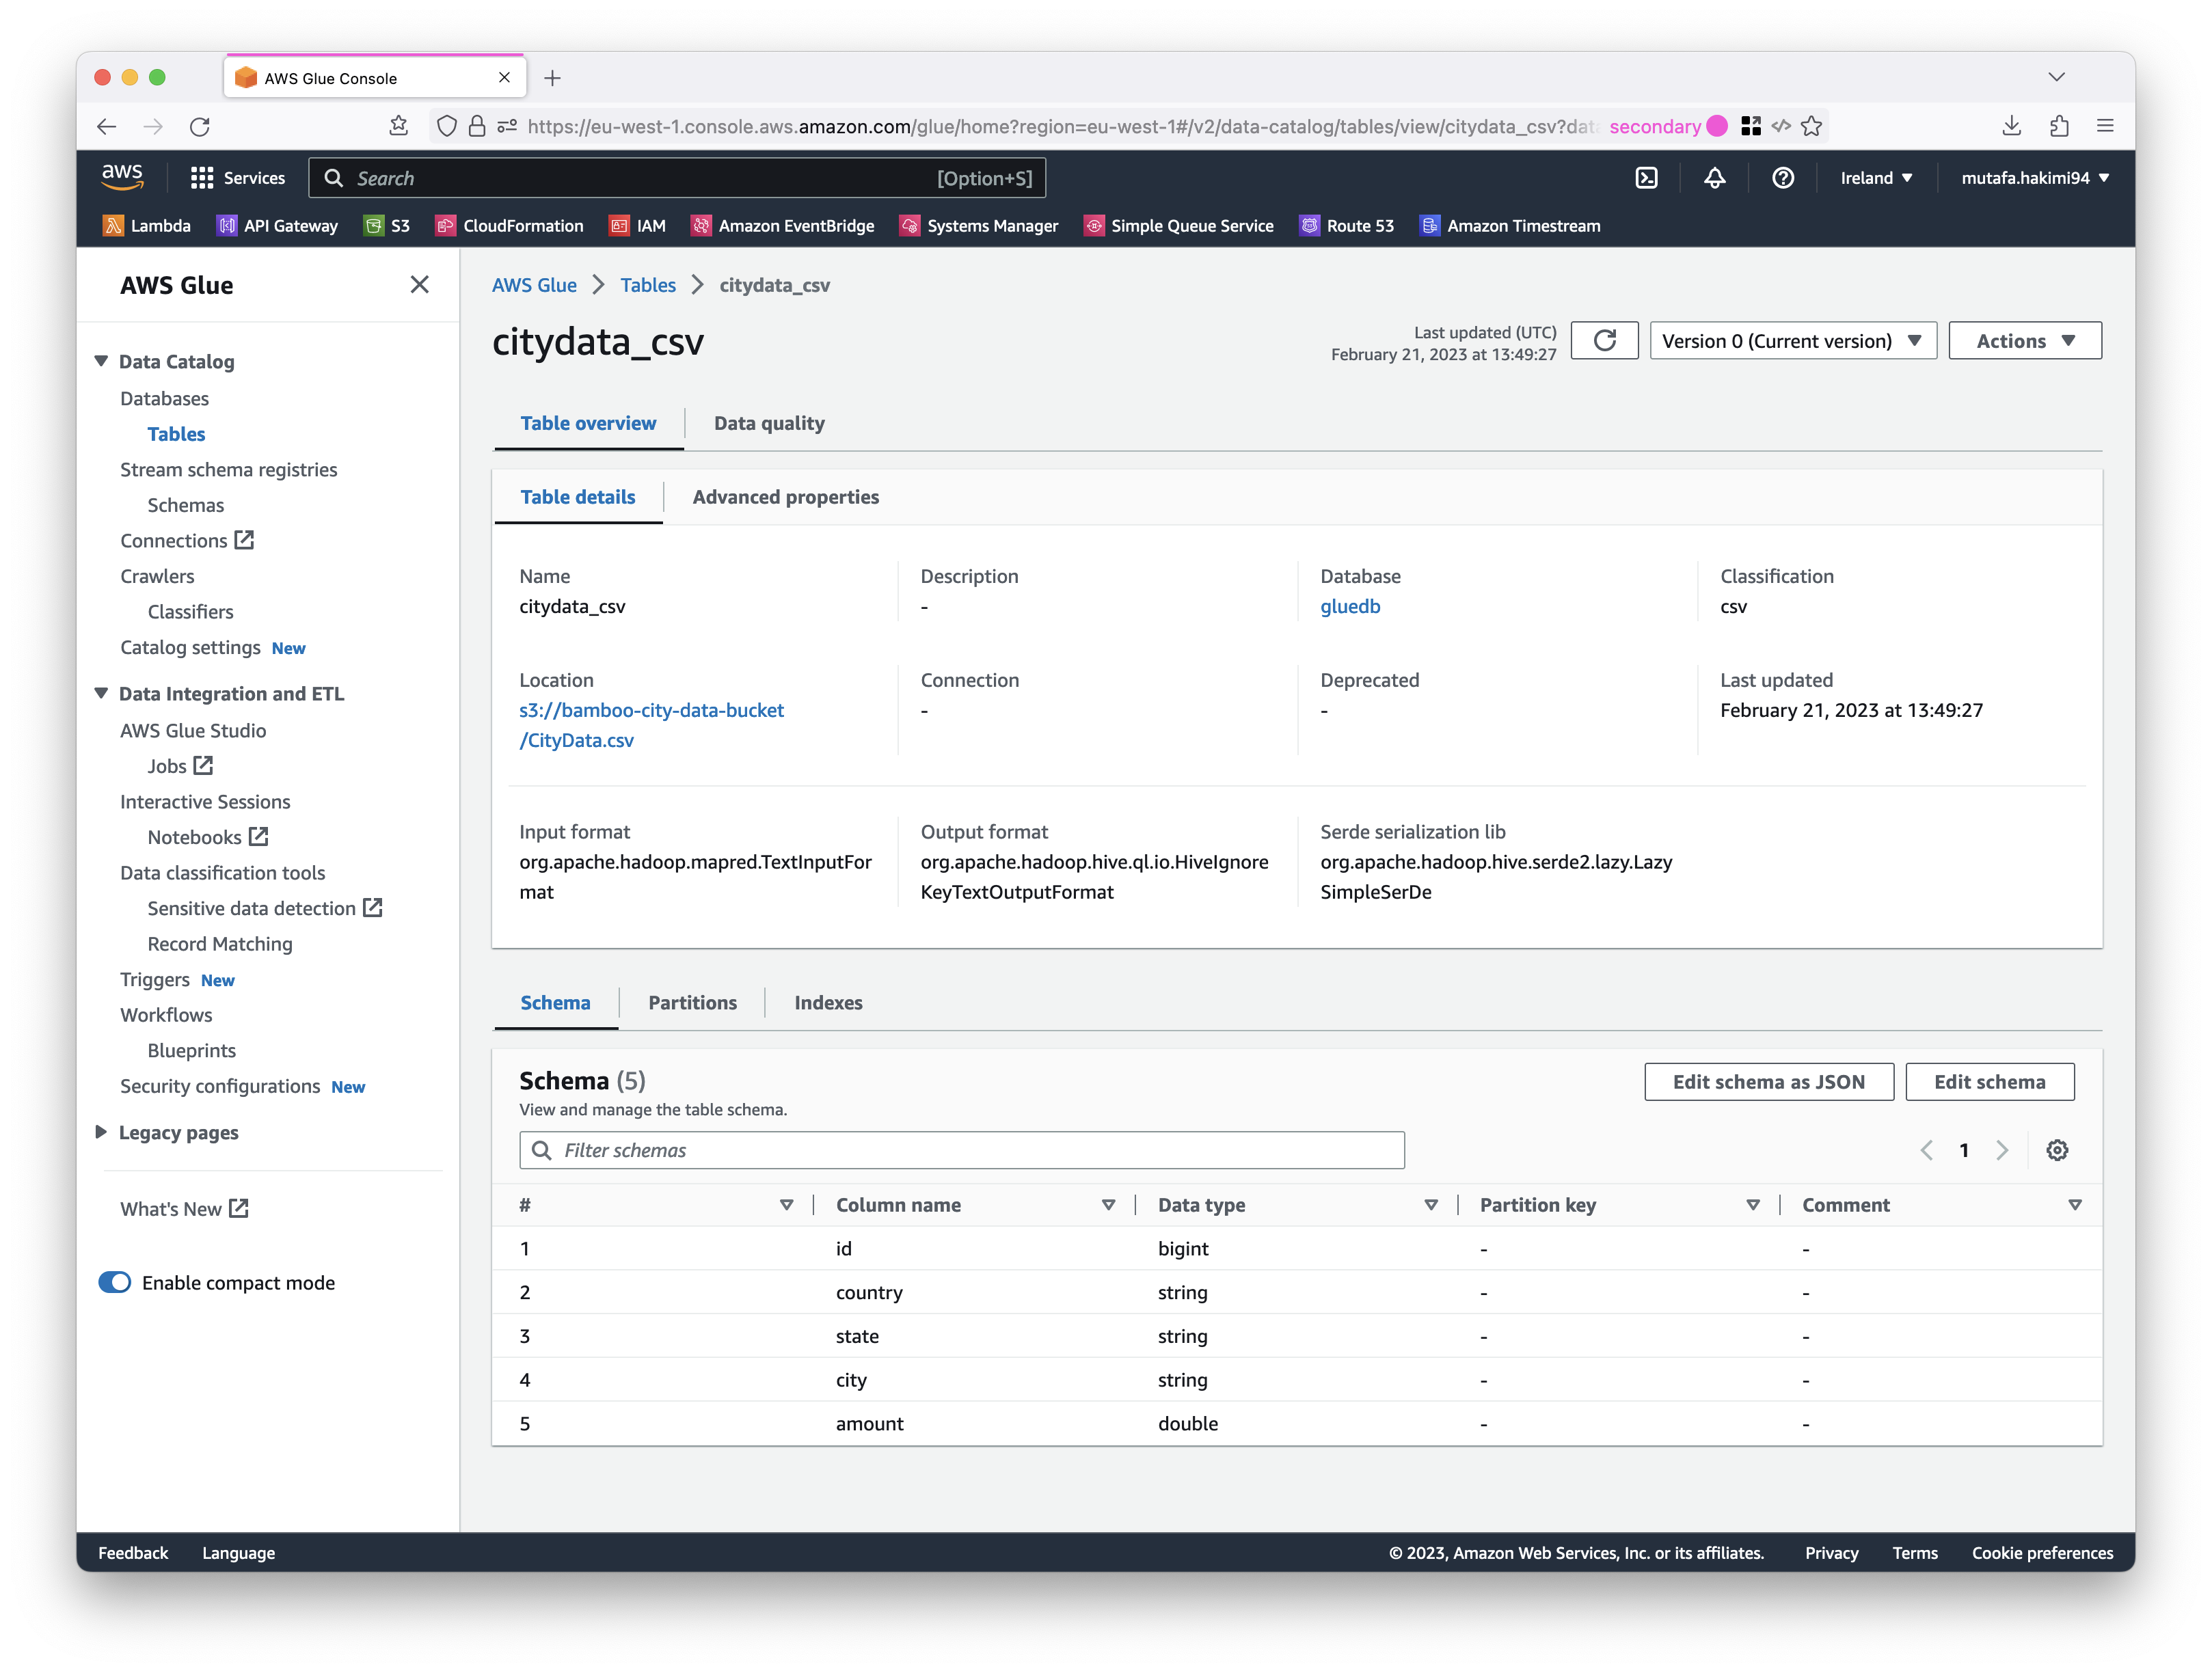 AWS Glue Console
https://eu-west-1.console.aws.amazon.com/glue/home?region=eu-west-1#/v2/data-catalog/tables/view/citydata_csv?dat secondary
aws Services Search [Option+S] Ireland mutafa.hakimi94
Lambda API Gateway S3 CloudFormation IAM Amazon EventBridge Systems Manager Simple Queue Service Route 53 Amazon Timestream
AWS Glue
Data Catalog
Databases
Tables
Stream schema registries
Schemas
Connections
Crawlers
Classifiers
Catalog settings New
Data Integration and ETL
AWS Glue Studio
Jobs
Interactive Sessions
Notebooks
Data classification tools
Sensitive data detection
Record Matching
Triggers New
Workflows
Blueprints
Security configurations New
Legacy pages
What's New
Enable compact mode
AWS Glue Tables citydata_csv
citydata_csv
Last updated (UTC)
February 21, 2023 at 13:49:27
Version 0 (Current version) Actions
Table overview Data quality
Table details Advanced properties
Name Description Database Classification
citydata_csv - gluedb csv
Location Connection Deprecated Last updated
s3://bamboo-city-data-bucket - - February 21, 2023 at 13:49:27
/CityData.csv
Input format Output format Serde serialization lib
org.apache.hadoop.mapred.TextInputFor org.apache.hadoop.hive.ql.io.HiveIgnore org.apache.hadoop.hive.serde2.lazy.Lazy
mat KeyTextOutputFormat SimpleSerDe
Schema Partitions Indexes
Schema (5) Edit schema as JSON Edit schema
View and manage the table schema.
Filter schemas 1
# Column name Data type Partition key Comment
1 id bigint - -
2 country string - -
3 state string - -
4 city string - -
5 amount double - -
Feedback Language © 2023, Amazon Web Services, Inc. or its affiliates. Privacy Terms Cookie preferences